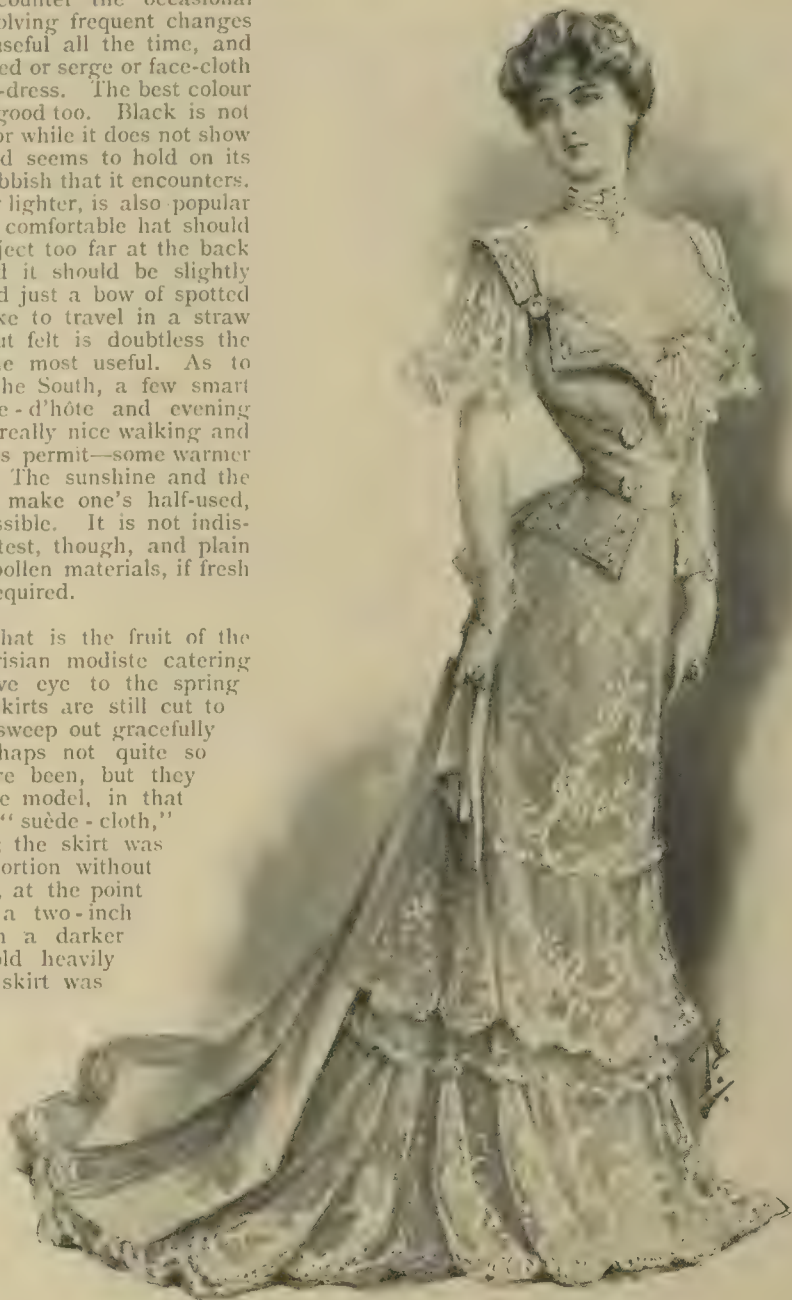 counter the occasional
olving frequent changes
useful all the time, and
ed or serge or face-cloth
-dress. The best colour
good too. Black is not
or while it does not show
d seems to hold on its
bbish that it encounters.
r lighter, is also popular
comfortable hat should
ject too far at the back
d it should be slightly
d just a bow of spotted
ke to travel in a straw
ut felt is doubtless the
e most useful. As to
the South, a few smart
e-d'hôte and evening
really nice walking and
s permit—some warmer
The sunshine and the
make one's half-used,
ssible. It is not indis-
test, though, and plain
oollen materials, if fresh
equired.
hat is the fruit of the
risian modiste catering
ve eye to the spring
kirts are still cut to
sweep out gracefully
haps not quite so
re been, but they
e model, in that
"suède-cloth,"
; the skirt was
ortion without
, at the point
a two-inch
n a darker
old heavily
skirt was